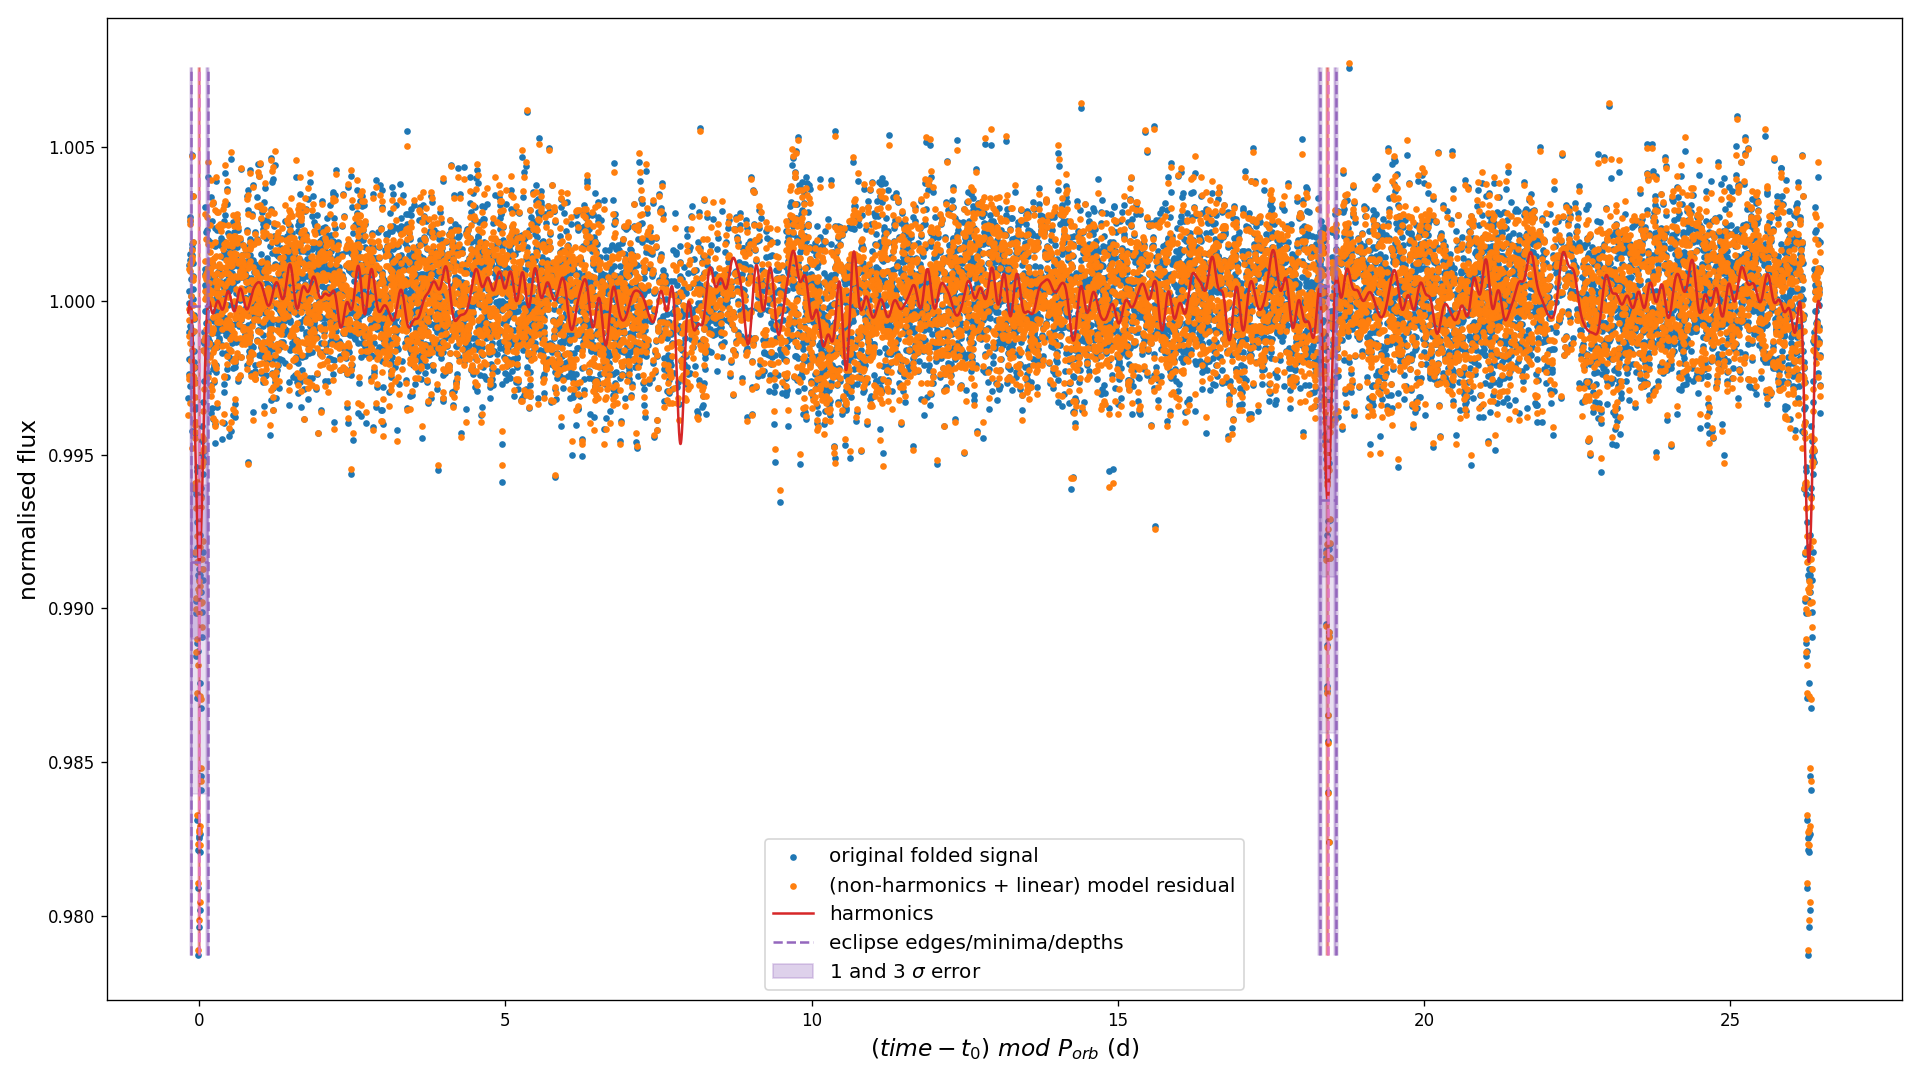 normalised flux
1.005
1.000
0.995
0.990
0.985
0.980
original folded signal
(non-harmonics + linear) model residual
harmonics
eclipse edges/minima/depths
1 and 3 σ error
0 5 10 15 20 25
(time − t₀) mod P_orb (d)